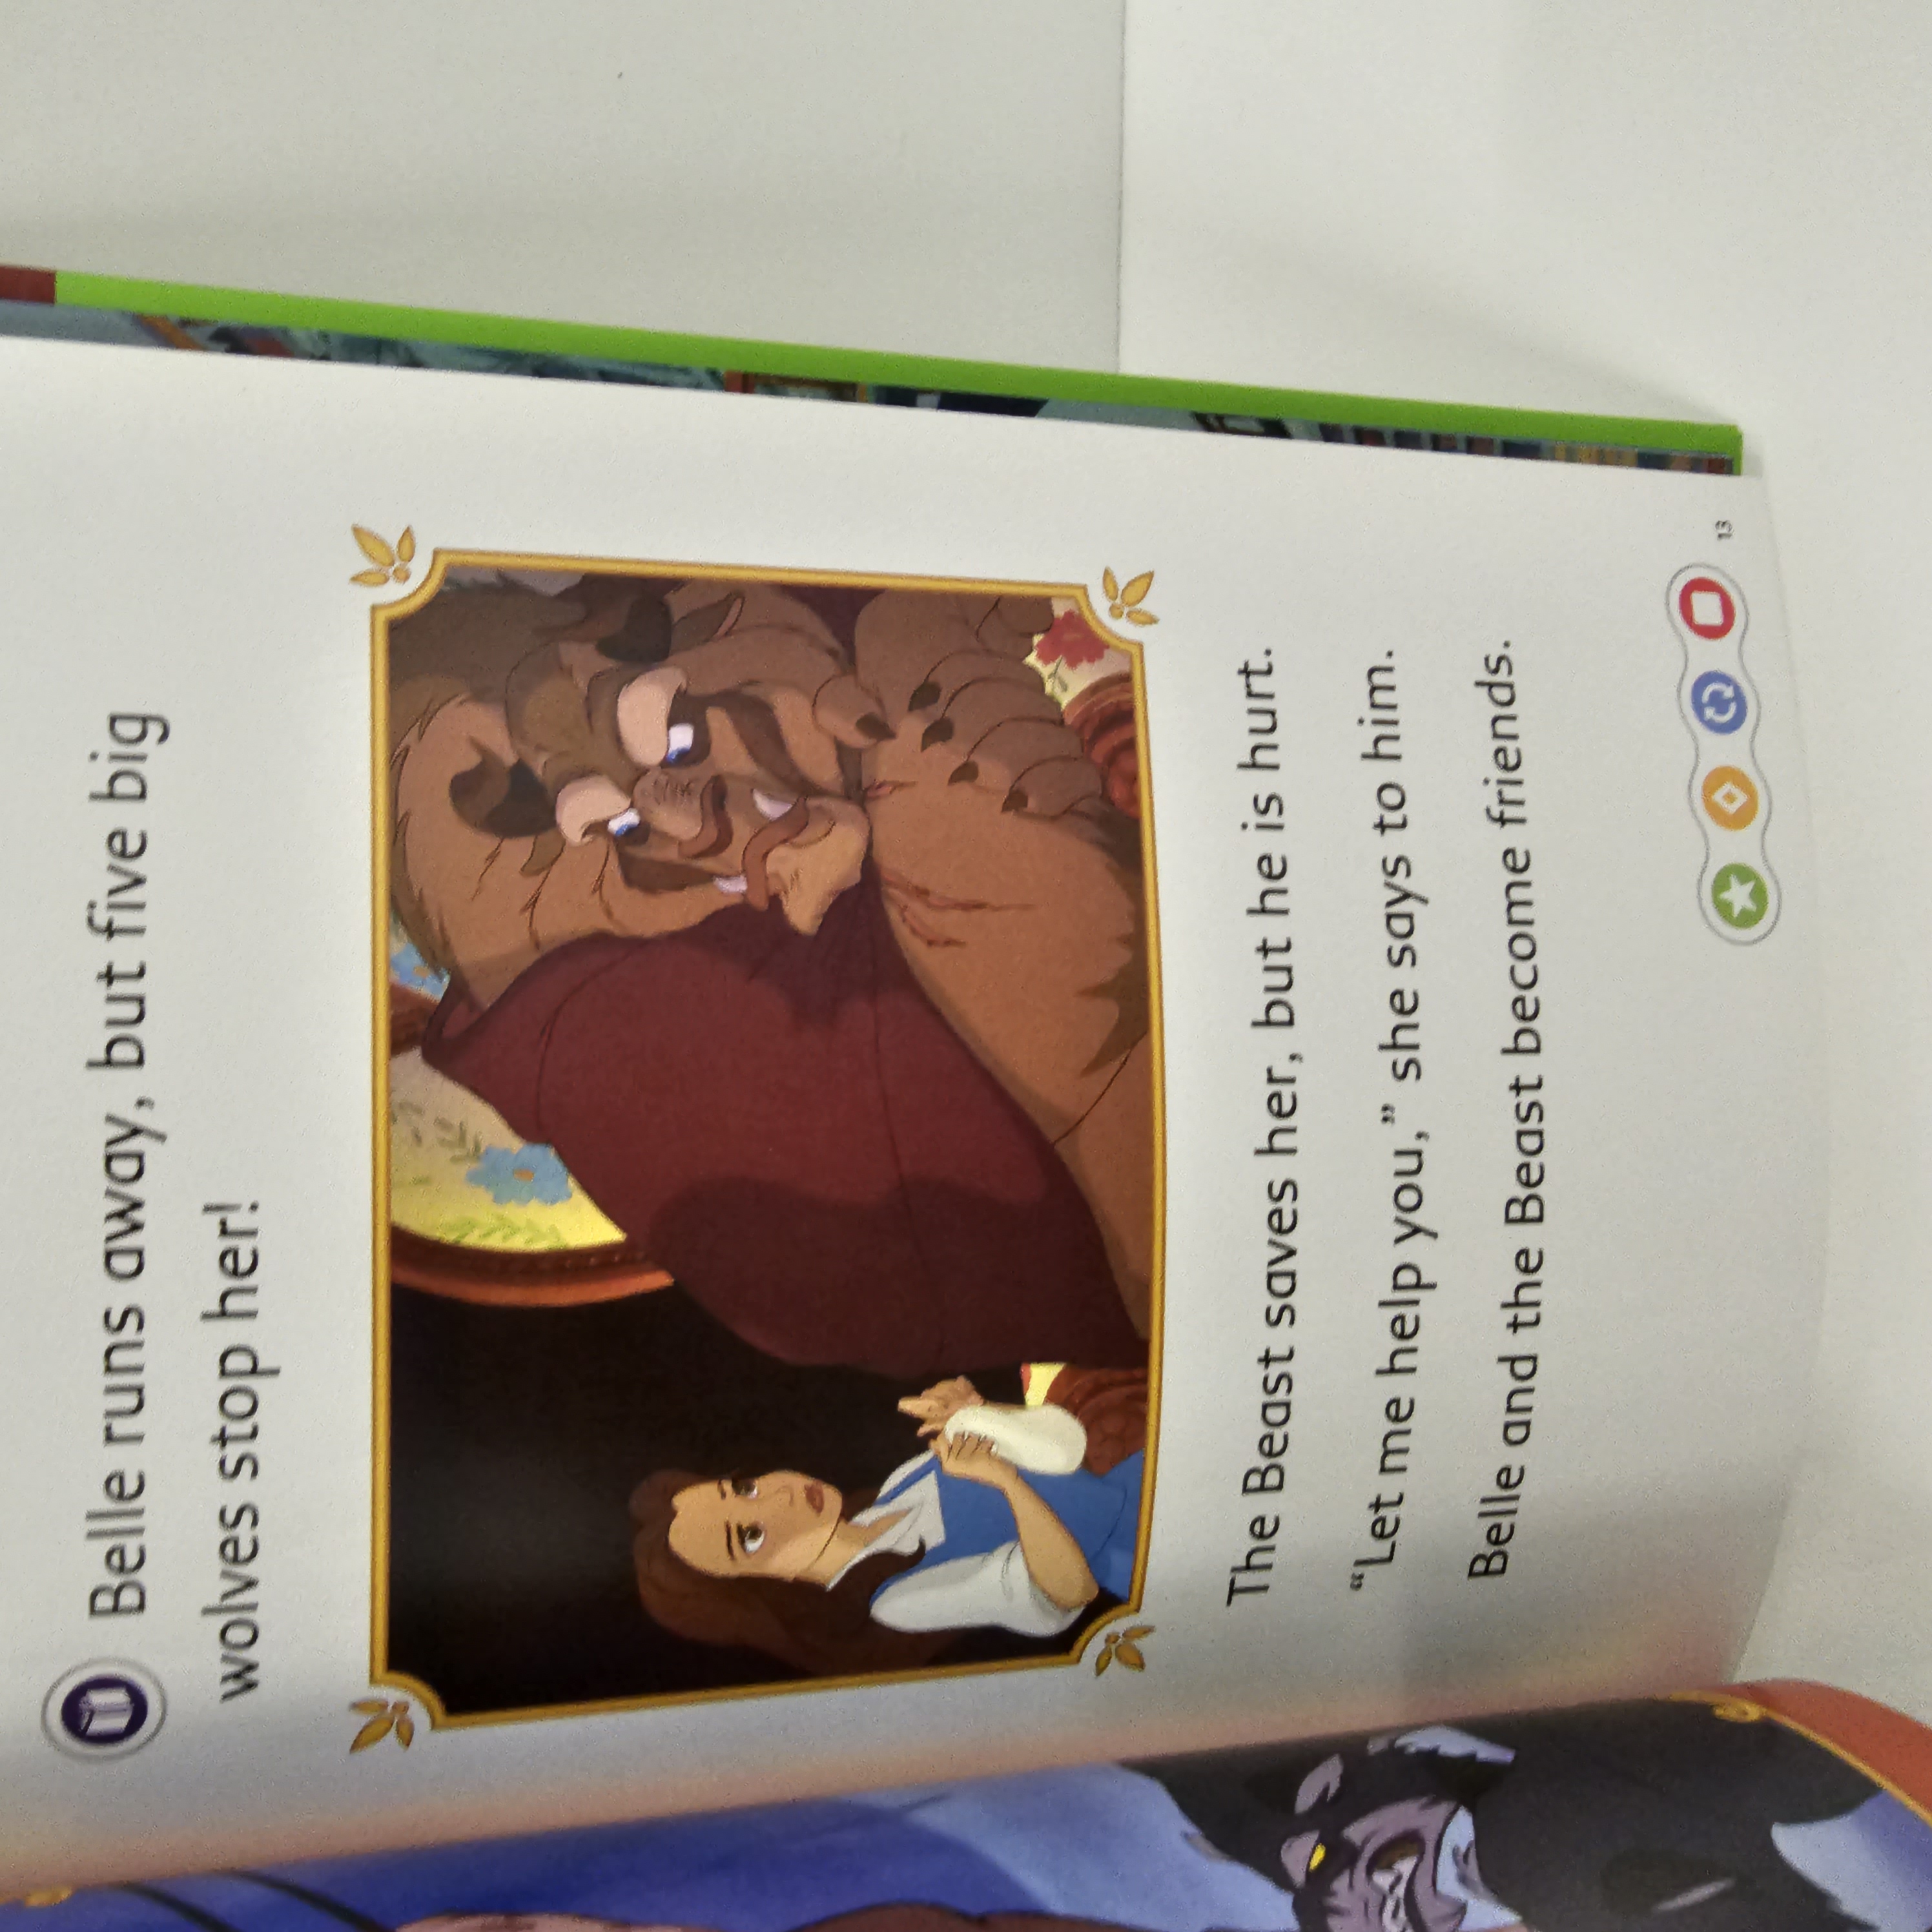 Belle runs away, but five big
wolves stop her!
The Beast saves her, but he is hurt.
“Let me help you,” she says to him.
Belle and the Beast become friends.
13